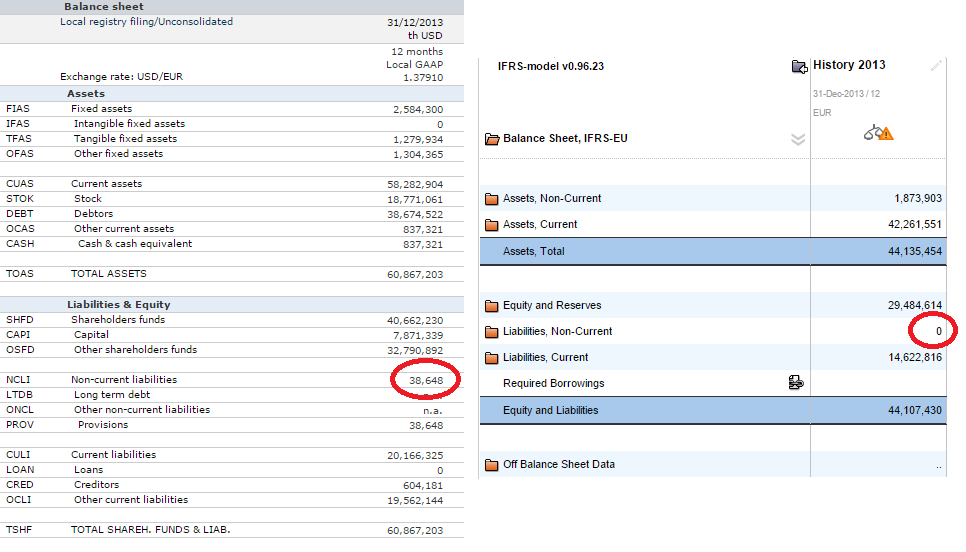 Balance sheet
Local registry filing/Unconsolidated 31/12/2013
th USD
12 months
Local GAAP
Exchange rate: USD/EUR 1.37910
Assets
FIAS Fixed assets 2,584,300
IFAS Intangible fixed assets 0
TFAS Tangible fixed assets 1,279,934
OFAS Other fixed assets 1,304,365
CUAS Current assets 58,282,904
STOK Stock 18,771,061
DEBT Debtors 38,674,522
OCAS Other current assets 837,321
CASH Cash & cash equivalent 837,321
TOAS TOTAL ASSETS 60,867,203
Liabilities & Equity
SHFD Shareholders funds 40,662,230
CAPI Capital 7,871,339
OSFD Other shareholders funds 32,790,892
NCLI Non-current liabilities 38,648
LTDB Long term debt
ONCL Other non-current liabilities n.a.
PROV Provisions 38,648
CULI Current liabilities 20,166,325
LOAN Loans 0
CRED Creditors 604,181
OCLI Other current liabilities 19,562,144
TSHF TOTAL SHAREH. FUNDS & LIAB. 60,867,203
IFRS-model v0.96.23 History 2013
31-Dec-2013 / 12
EUR
Balance Sheet, IFRS-EU
Assets, Non-Current 1,873,903
Assets, Current 42,261,551
Assets, Total 44,135,454
Equity and Reserves 29,484,614
Liabilities, Non-Current 0
Liabilities, Current 14,622,816
Required Borrowings
Equity and Liabilities 44,107,430
Off Balance Sheet Data ..